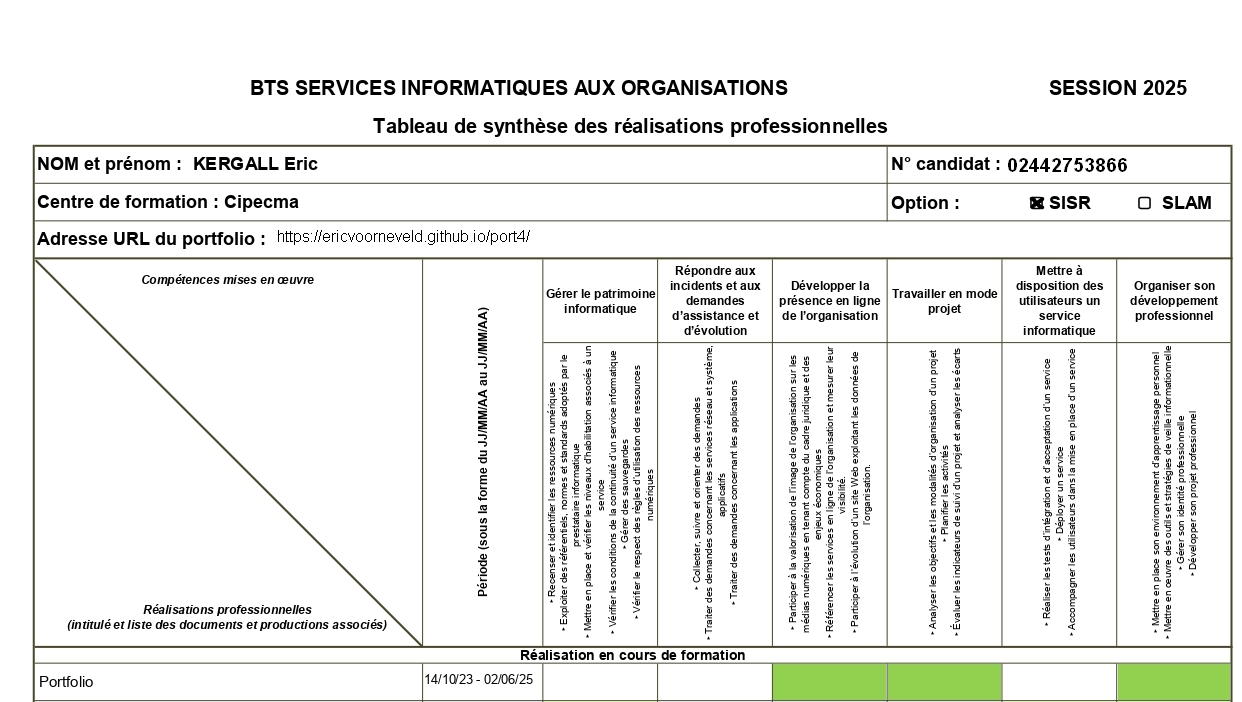 BTS SERVICES INFORMATIQUES AUX ORGANISATIONS SESSION 2025
Tableau de synthèse des réalisations professionnelles
NOM et prénom : KERGALL Eric N° candidat : 02442753866
Centre de formation : Cipecma Option : SISR SLAM
Adresse URL du portfolio : https://ericvoorneveld.github.io/port4/
Compétences mises en œuvre
Réalisations professionnelles
(intitulé et liste des documents et productions associés)
Période (sous la forme du JJ/MM/AA au JJ/MM/AA)
Gérer le patrimoine
informatique
Répondre aux
incidents et aux
demandes
d'assistance et
d'évolution
Développer la
présence en ligne
de l'organisation
Travailler en mode
projet
Mettre à
disposition des
utilisateurs un
service
informatique
Organiser son
développement
professionnel
‣ Recenser et identifier les ressources numériques
‣ Exploiter des référentiels, normes et standards adoptés par le
prestataire informatique
‣ Mettre en place et vérifier les niveaux d'habilitation associés à un
service
‣ Vérifier les conditions de la continuité d'un service informatique
‣ Gérer des sauvegardes
‣ Vérifier le respect des règles d'utilisation des ressources
numériques
‣ Collecter, suivre et orienter des demandes
‣ Traiter des demandes concernant les services réseau et système,
applicatifs
‣ Traiter des demandes concernant les applications
‣ Participer à la valorisation de l'image de l'organisation sur les
médias numériques en tenant compte du cadre juridique et des
enjeux économiques
‣ Référencer les services en ligne de l'organisation et mesurer leur
visibilité.
‣ Participer à l'évolution d'un site Web exploitant les données de
l'organisation.
‣ Analyser les objectifs et les modalités d'organisation d'un projet
‣ Planifier les activités
‣ Évaluer les indicateurs de suivi d'un projet et analyser les écarts
‣ Réaliser les tests d'intégration et d'acceptation d'un service
‣ Déployer un service
‣ Accompagner les utilisateurs dans la mise en place d'un service
‣ Mettre en place son environnement d'apprentissage personnel
‣ Mettre en œuvre des outils et stratégies de veille informationnelle
‣ Gérer son identité professionnelle
‣ Développer son projet professionnel
Réalisation en cours de formation
Portfolio 14/10/23 - 02/06/25